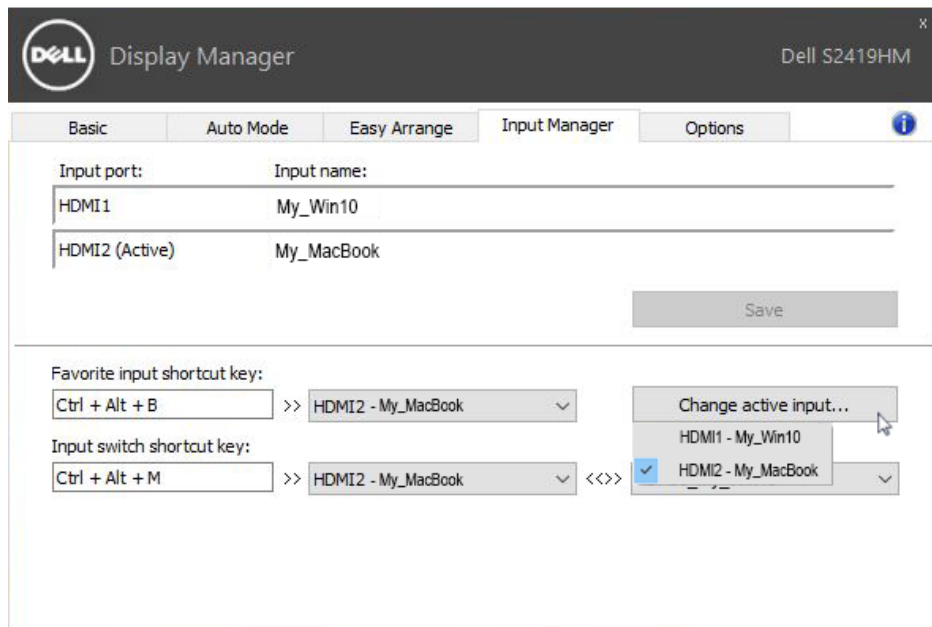 x
DELL Display Manager Dell S2419HM
Basic Auto Mode Easy Arrange Input Manager Options i
Input port: Input name:
HDMI1 My_Win10
HDMI2 (Active) My_MacBook
Save
Favorite input shortcut key:
Ctrl + Alt + B >> HDMI2 - My_MacBook Change active input...
HDMI1 - My_Win10
Input switch shortcut key:
Ctrl + Alt + M >> HDMI2 - My_MacBook <<>> HDMI2 - My_MacBook